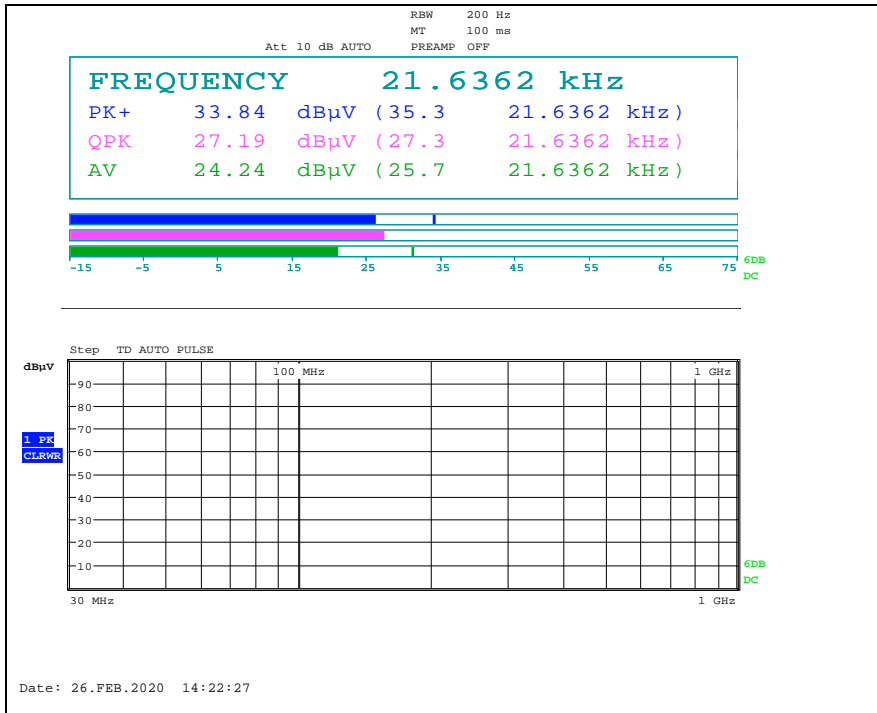 RBW 200 Hz
MT 100 ms
Att 10 dB AUTO PREAMP OFF
FREQUENCY 21.6362 kHz
PK+ 33.84 dBµV (35.3 21.6362 kHz)
QPK 27.19 dBµV (27.3 21.6362 kHz)
AV 24.24 dBµV (25.7 21.6362 kHz)
-15 -5 5 15 25 35 45 55 65 75
6DB
DC
Step TD AUTO PULSE
dBµV
100 MHz 1 GHz
90
80
70
1 PK
CLRWR
60
50
40
30
20
10
6DB
DC
30 MHz 1 GHz
Date: 26.FEB.2020 14:22:27